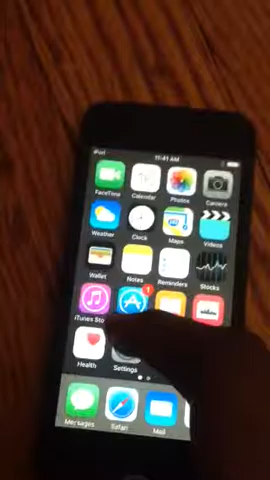 iPod 11:41 AM
FaceTime Calendar Photos Camera
Weather Clock Maps Videos
Wallet Notes Reminders Stocks
1
iTunes Sto
Health Settings
Messages Safari Mail